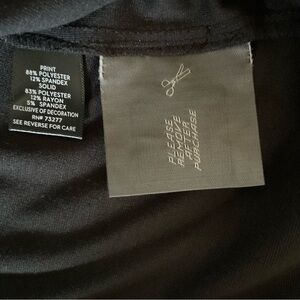 PRINT
88% POLYESTER
12% SPANDEX
SOLID
83% POLYESTER
12% RAYON
5% SPANDEX
EXCLUSIVE OF DECORATION
RN# 73277
SEE REVERSE FOR CARE
PLEASE
REMOVE
AFTER
PURCHASE